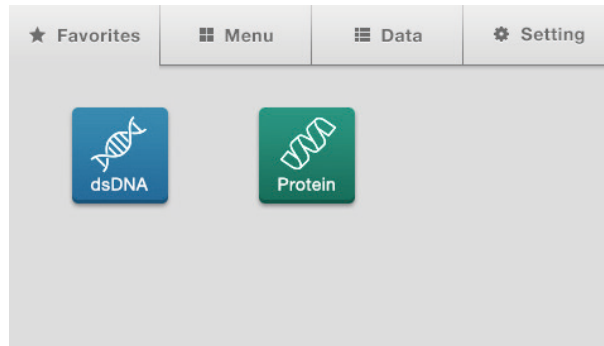 Favorites
Menu
Data
Setting
dsDNA
Protein